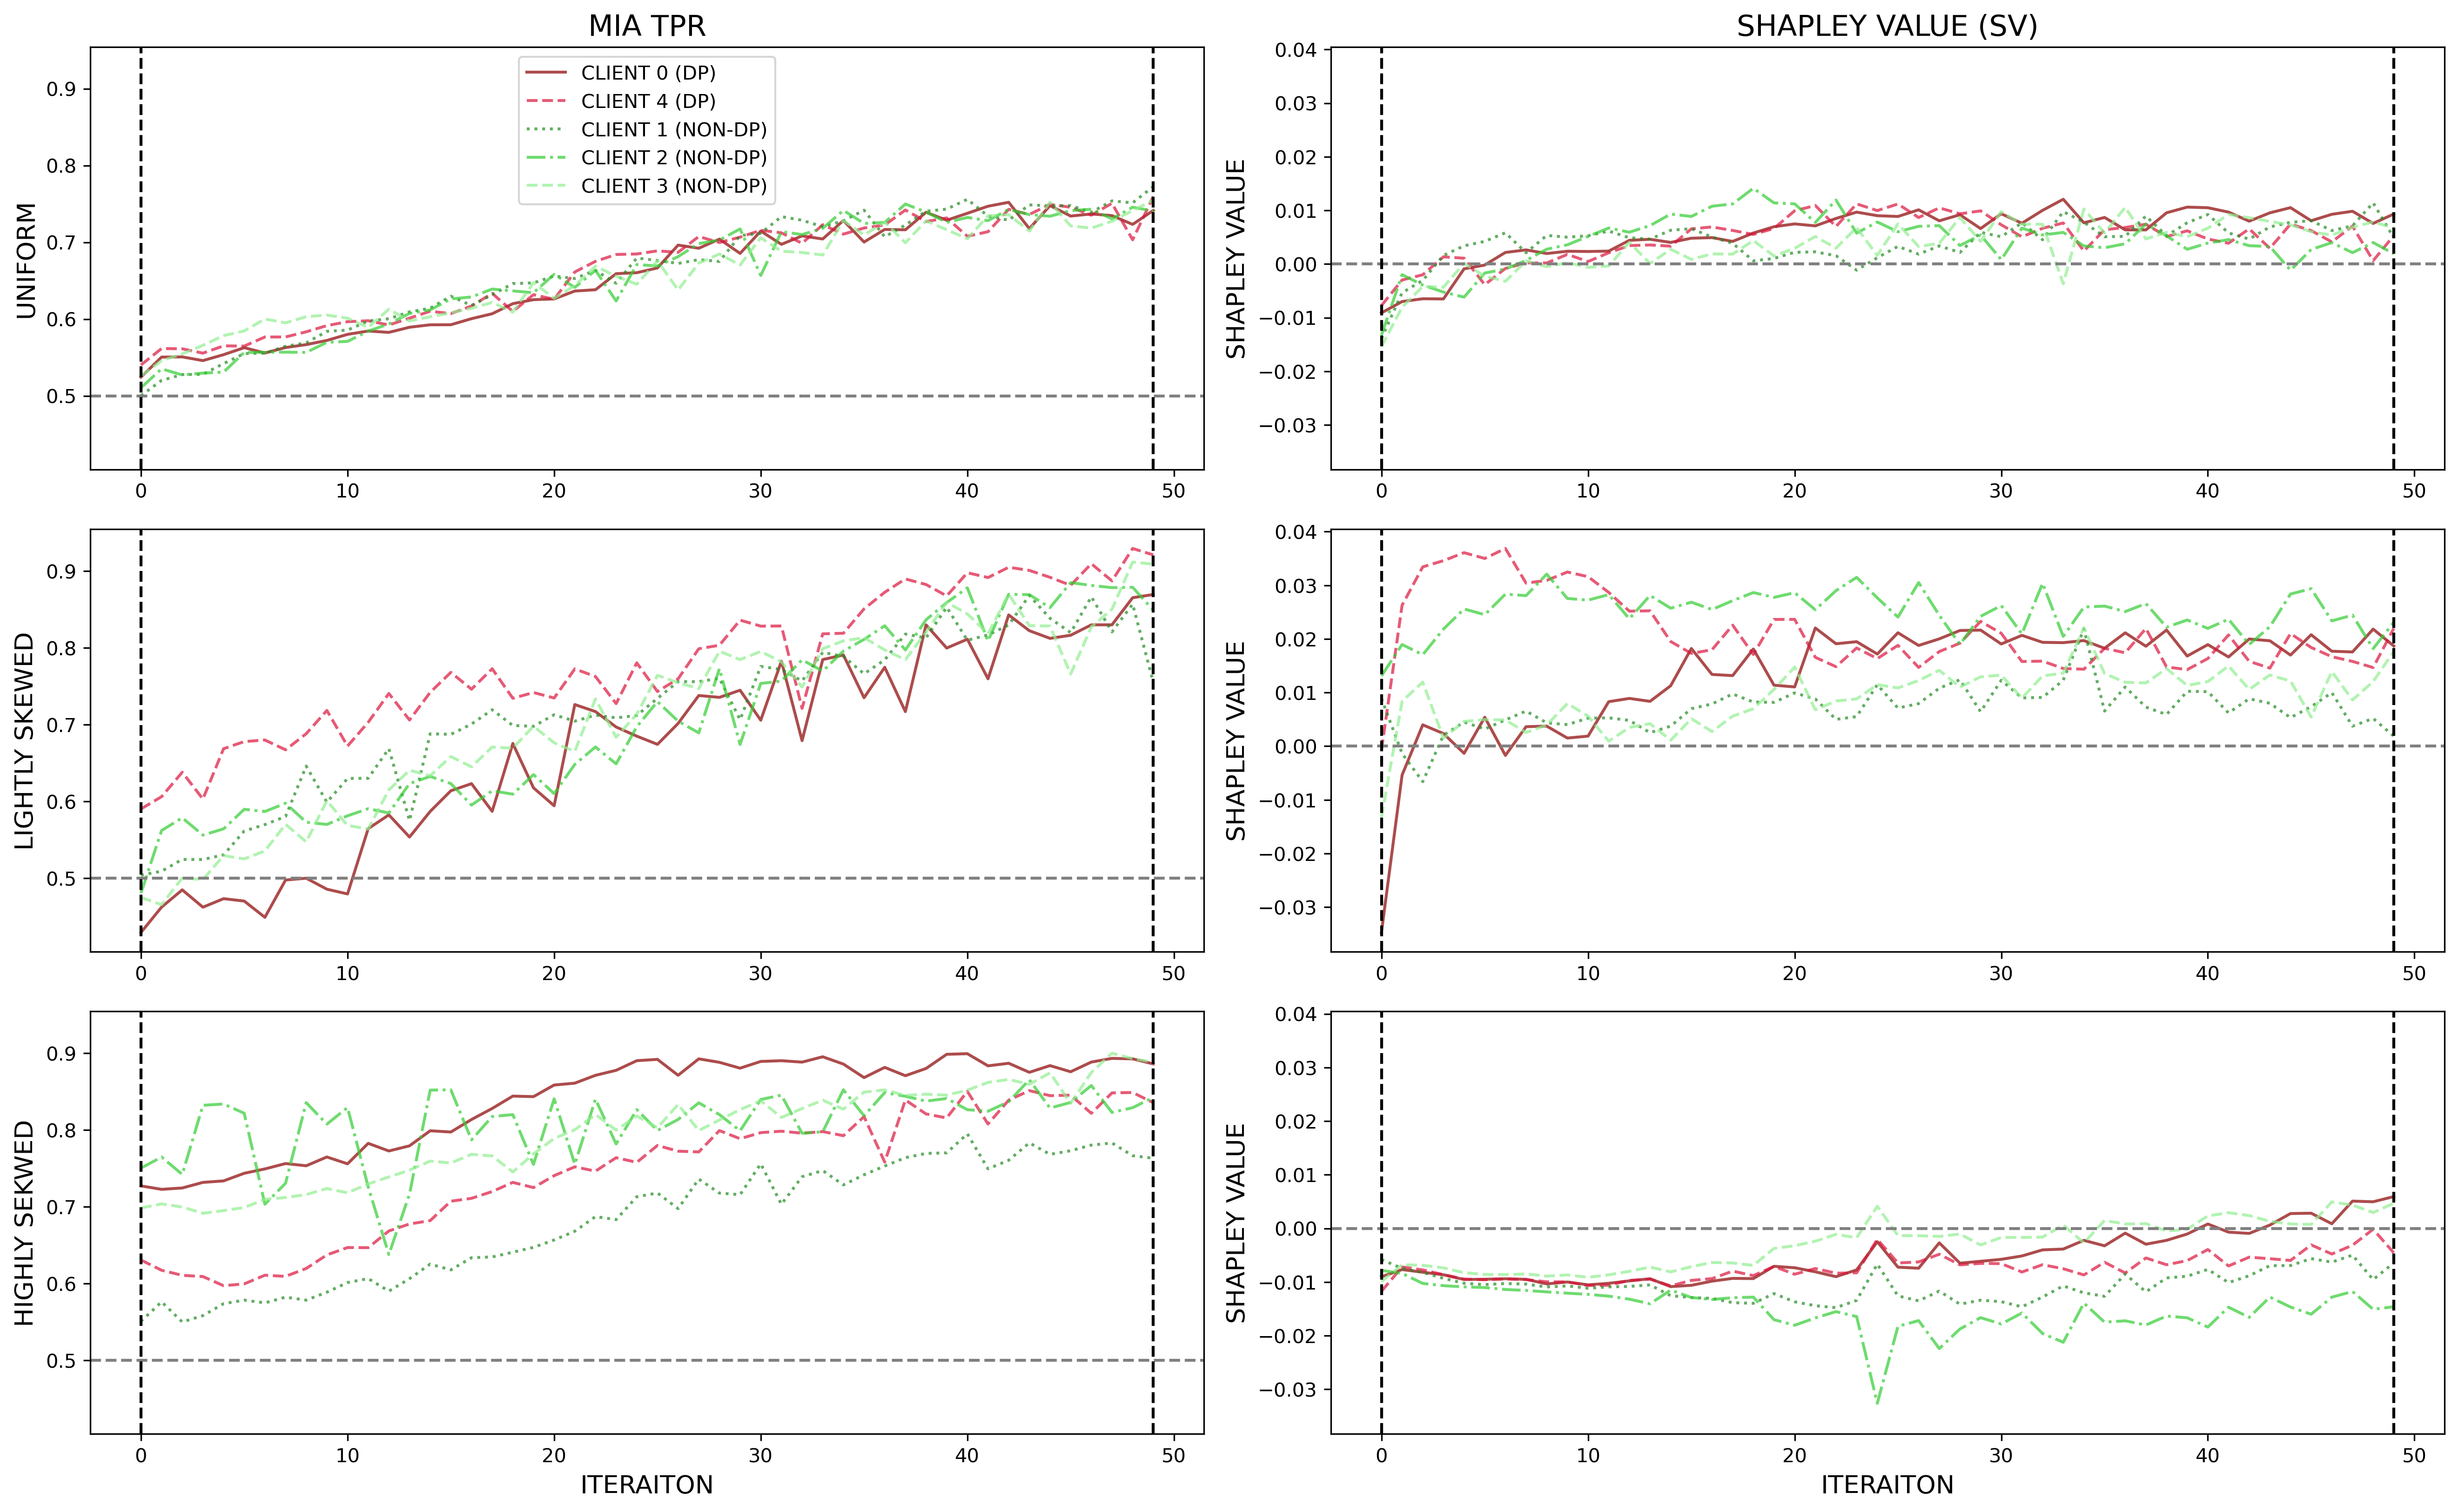 MIA TPR
SHAPLEY VALUE (SV)
UNIFORM
0.9
0.8
0.7
0.6
0.5
CLIENT 0 (DP)
CLIENT 4 (DP)
CLIENT 1 (NON-DP)
CLIENT 2 (NON-DP)
CLIENT 3 (NON-DP)
0 10 20 30 40 50
SHAPLEY VALUE
0.04
0.03
0.02
0.01
0.00
−0.01
−0.02
−0.03
0 10 20 30 40 50
LIGHTLY SKEWED
0.9
0.8
0.7
0.6
0.5
0 10 20 30 40 50
SHAPLEY VALUE
0.04
0.03
0.02
0.01
0.00
−0.01
−0.02
−0.03
0 10 20 30 40 50
HIGHLY SEKWED
0.9
0.8
0.7
0.6
0.5
0 10 20 30 40 50
ITERAITON
SHAPLEY VALUE
0.04
0.03
0.02
0.01
0.00
−0.01
−0.02
−0.03
0 10 20 30 40 50
ITERAITON